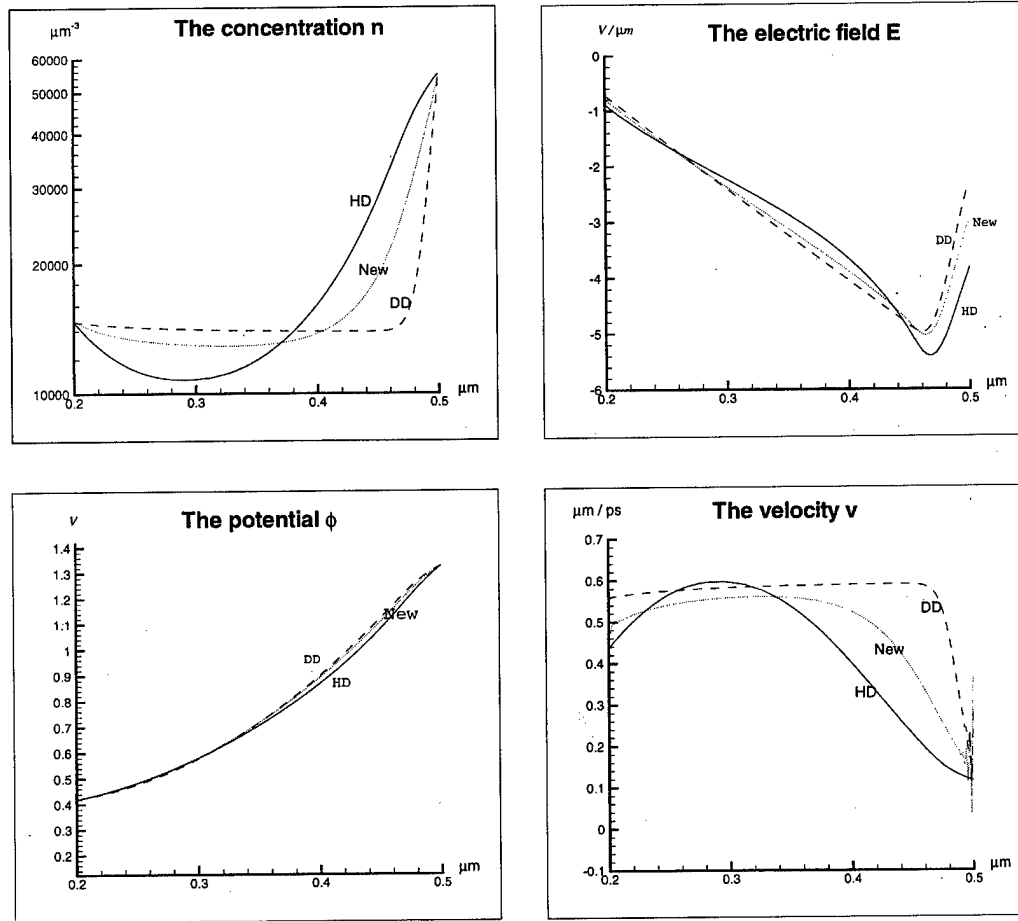 μm⁻³
The concentration n
60000
50000
40000
30000
20000
10000
HD
New
DD
μm
0.2
0.3
0.4
0.5
V/μm
The electric field E
0
-1
-2
-3
-4
-5
-6
DD
New
HD
μm
0.2
0.3
0.4
0.5
V
The potential ϕ
1.4
1.3
1.2
1.1
1
0.9
0.8
0.7
0.6
0.5
0.4
0.3
0.2
New
DD
HD
μm
0.2
0.3
0.4
0.5
μm/ps
The velocity v
0.7
0.6
0.5
0.4
0.3
0.2
0.1
0
-0.1
DD
New
HD
μm
0.2
0.3
0.4
0.5